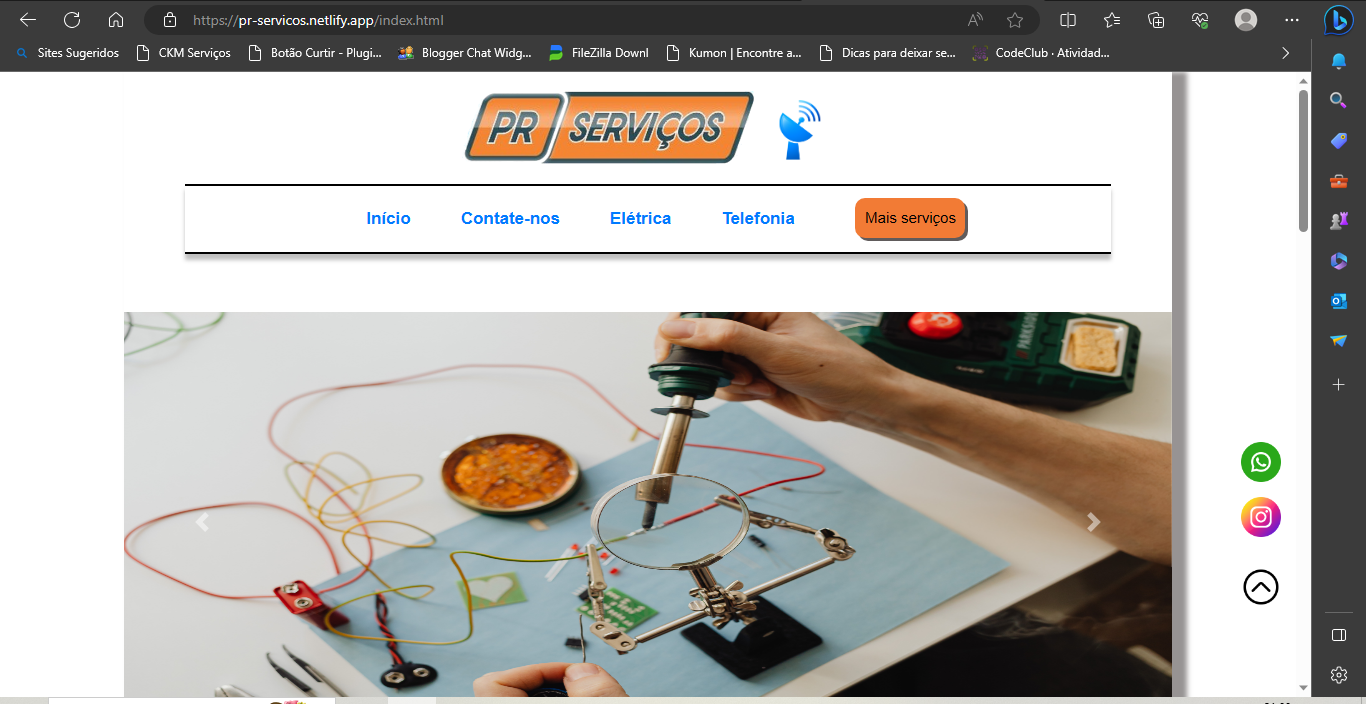 https://pr-servicos.netlify.app/index.html
Sites Sugeridos CKM Serviços Botão Curtir - Plugi... Blogger Chat Widg... FileZilla Downl Kumon | Encontre a... Dicas para deixar se... CodeClub · Atividad...
PR SERVIÇOS
Início Contate-nos Elétrica Telefonia Mais serviços
PARKSIDE